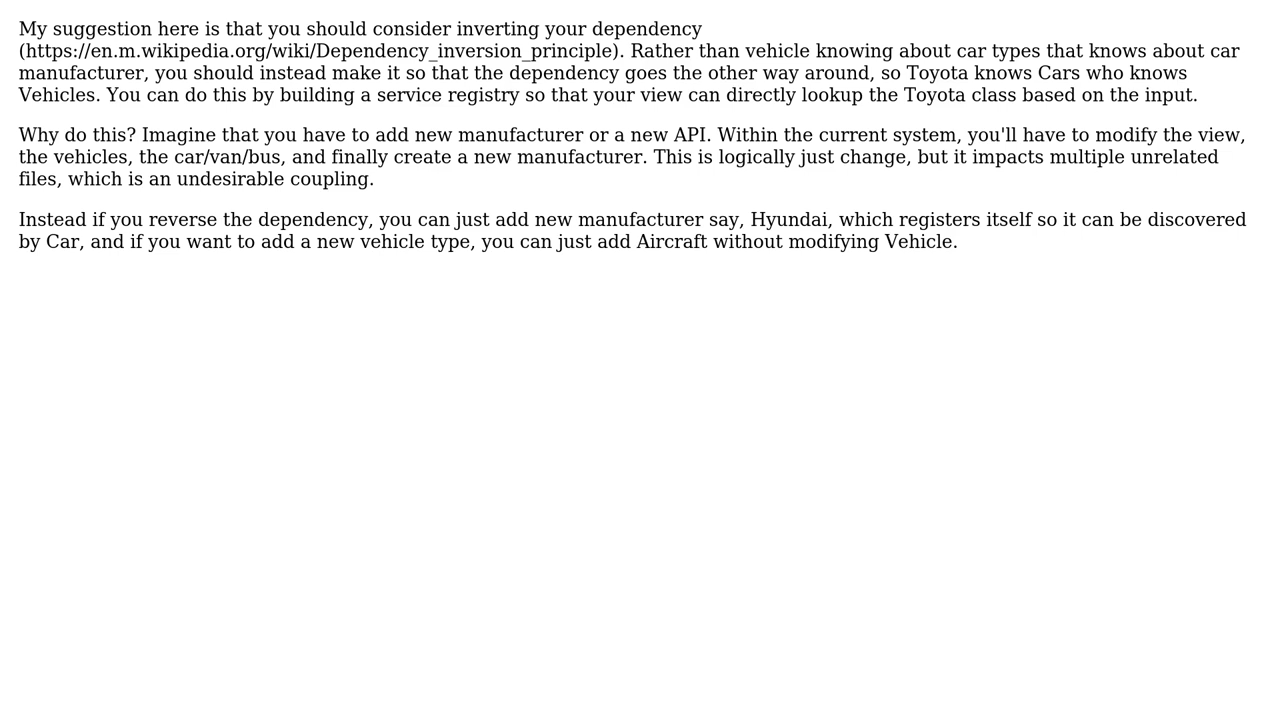 My suggestion here is that you should consider inverting your dependency
(https://en.m.wikipedia.org/wiki/Dependency_inversion_principle). Rather than vehicle knowing about car types that knows about car
manufacturer, you should instead make it so that the dependency goes the other way around, so Toyota knows Cars who knows
Vehicles. You can do this by building a service registry so that your view can directly lookup the Toyota class based on the input.
Why do this? Imagine that you have to add new manufacturer or a new API. Within the current system, you'll have to modify the view,
the vehicles, the car/van/bus, and finally create a new manufacturer. This is logically just change, but it impacts multiple unrelated
files, which is an undesirable coupling.
Instead if you reverse the dependency, you can just add new manufacturer say, Hyundai, which registers itself so it can be discovered
by Car, and if you want to add a new vehicle type, you can just add Aircraft without modifying Vehicle.